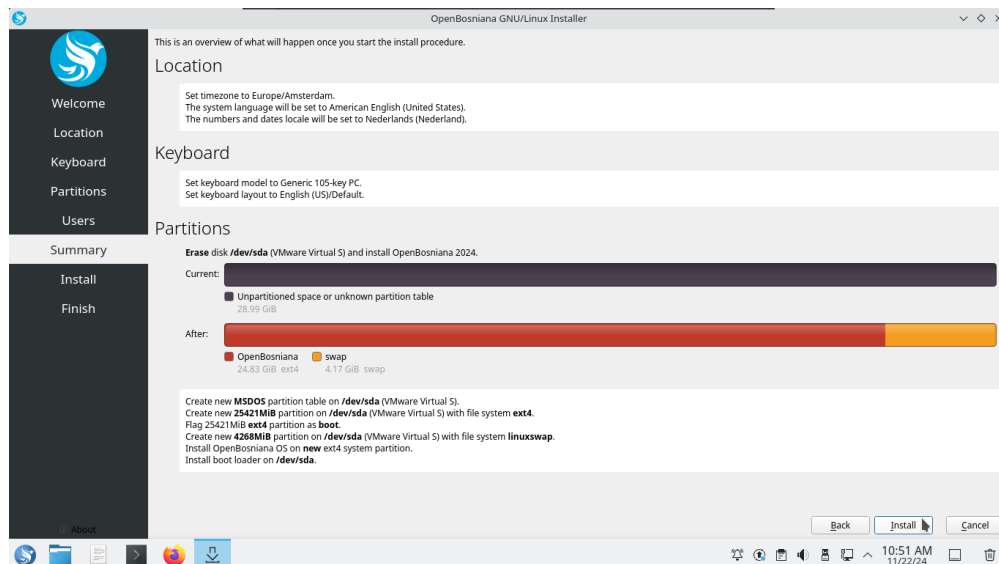 OpenBosniana GNU/Linux Installer
This is an overview of what will happen once you start the install procedure.
Location
Set timezone to Europe/Amsterdam.
The system language will be set to American English (United States).
The numbers and dates locale will be set to Nederlands (Nederland).
Keyboard
Set keyboard model to Generic 105-key PC.
Set keyboard layout to English (US)/Default.
Partitions
Erase disk /dev/sda (VMware Virtual S) and install OpenBosniana 2024.
Current:
Unpartitioned space or unknown partition table
28.99 GiB
After:
OpenBosniana swap
24.83 GiB ext4 4.17 GiB swap
Create new MSDOS partition table on /dev/sda (VMware Virtual S).
Create new 25421MiB partition on /dev/sda (VMware Virtual S) with file system ext4.
Flag 25421MiB ext4 partition as boot.
Create new 4268MiB partition on /dev/sda (VMware Virtual S) with file system linuxswap.
Install OpenBosniana OS on new ext4 system partition.
Install boot loader on /dev/sda.
Welcome
Location
Keyboard
Partitions
Users
Summary
Install
Finish
About
Back Install Cancel
10:51 AM
11/22/24